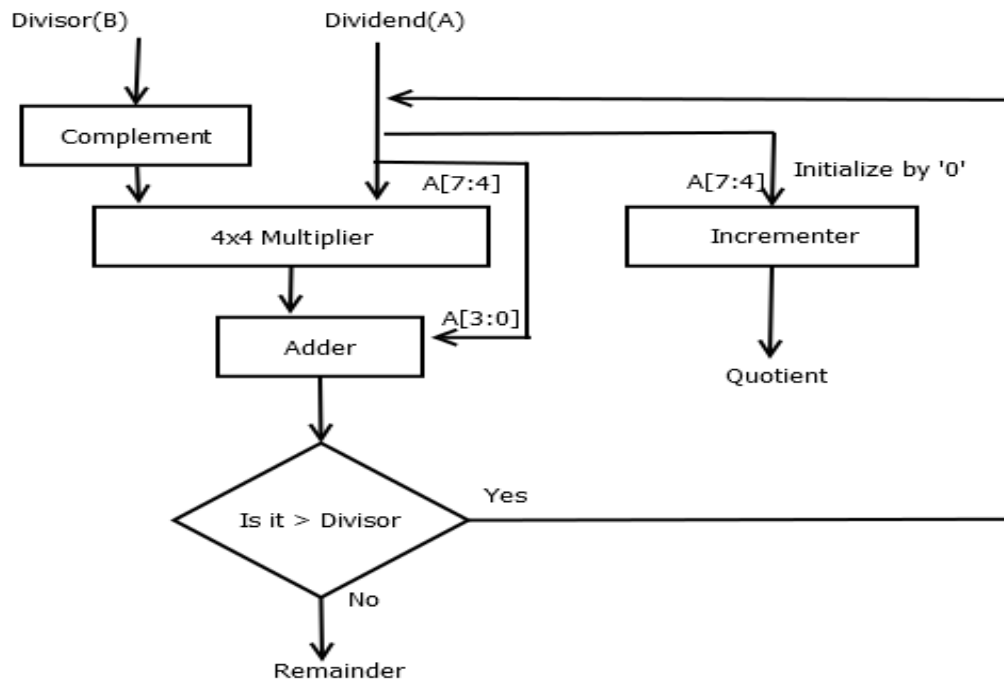 Divisor(B)
Dividend(A)
Complement
A[7:4]
A[7:4]
Initialize by '0'
4x4 Multiplier
Incrementer
A[3:0]
Adder
Quotient
Is it > Divisor
Yes
No
Remainder